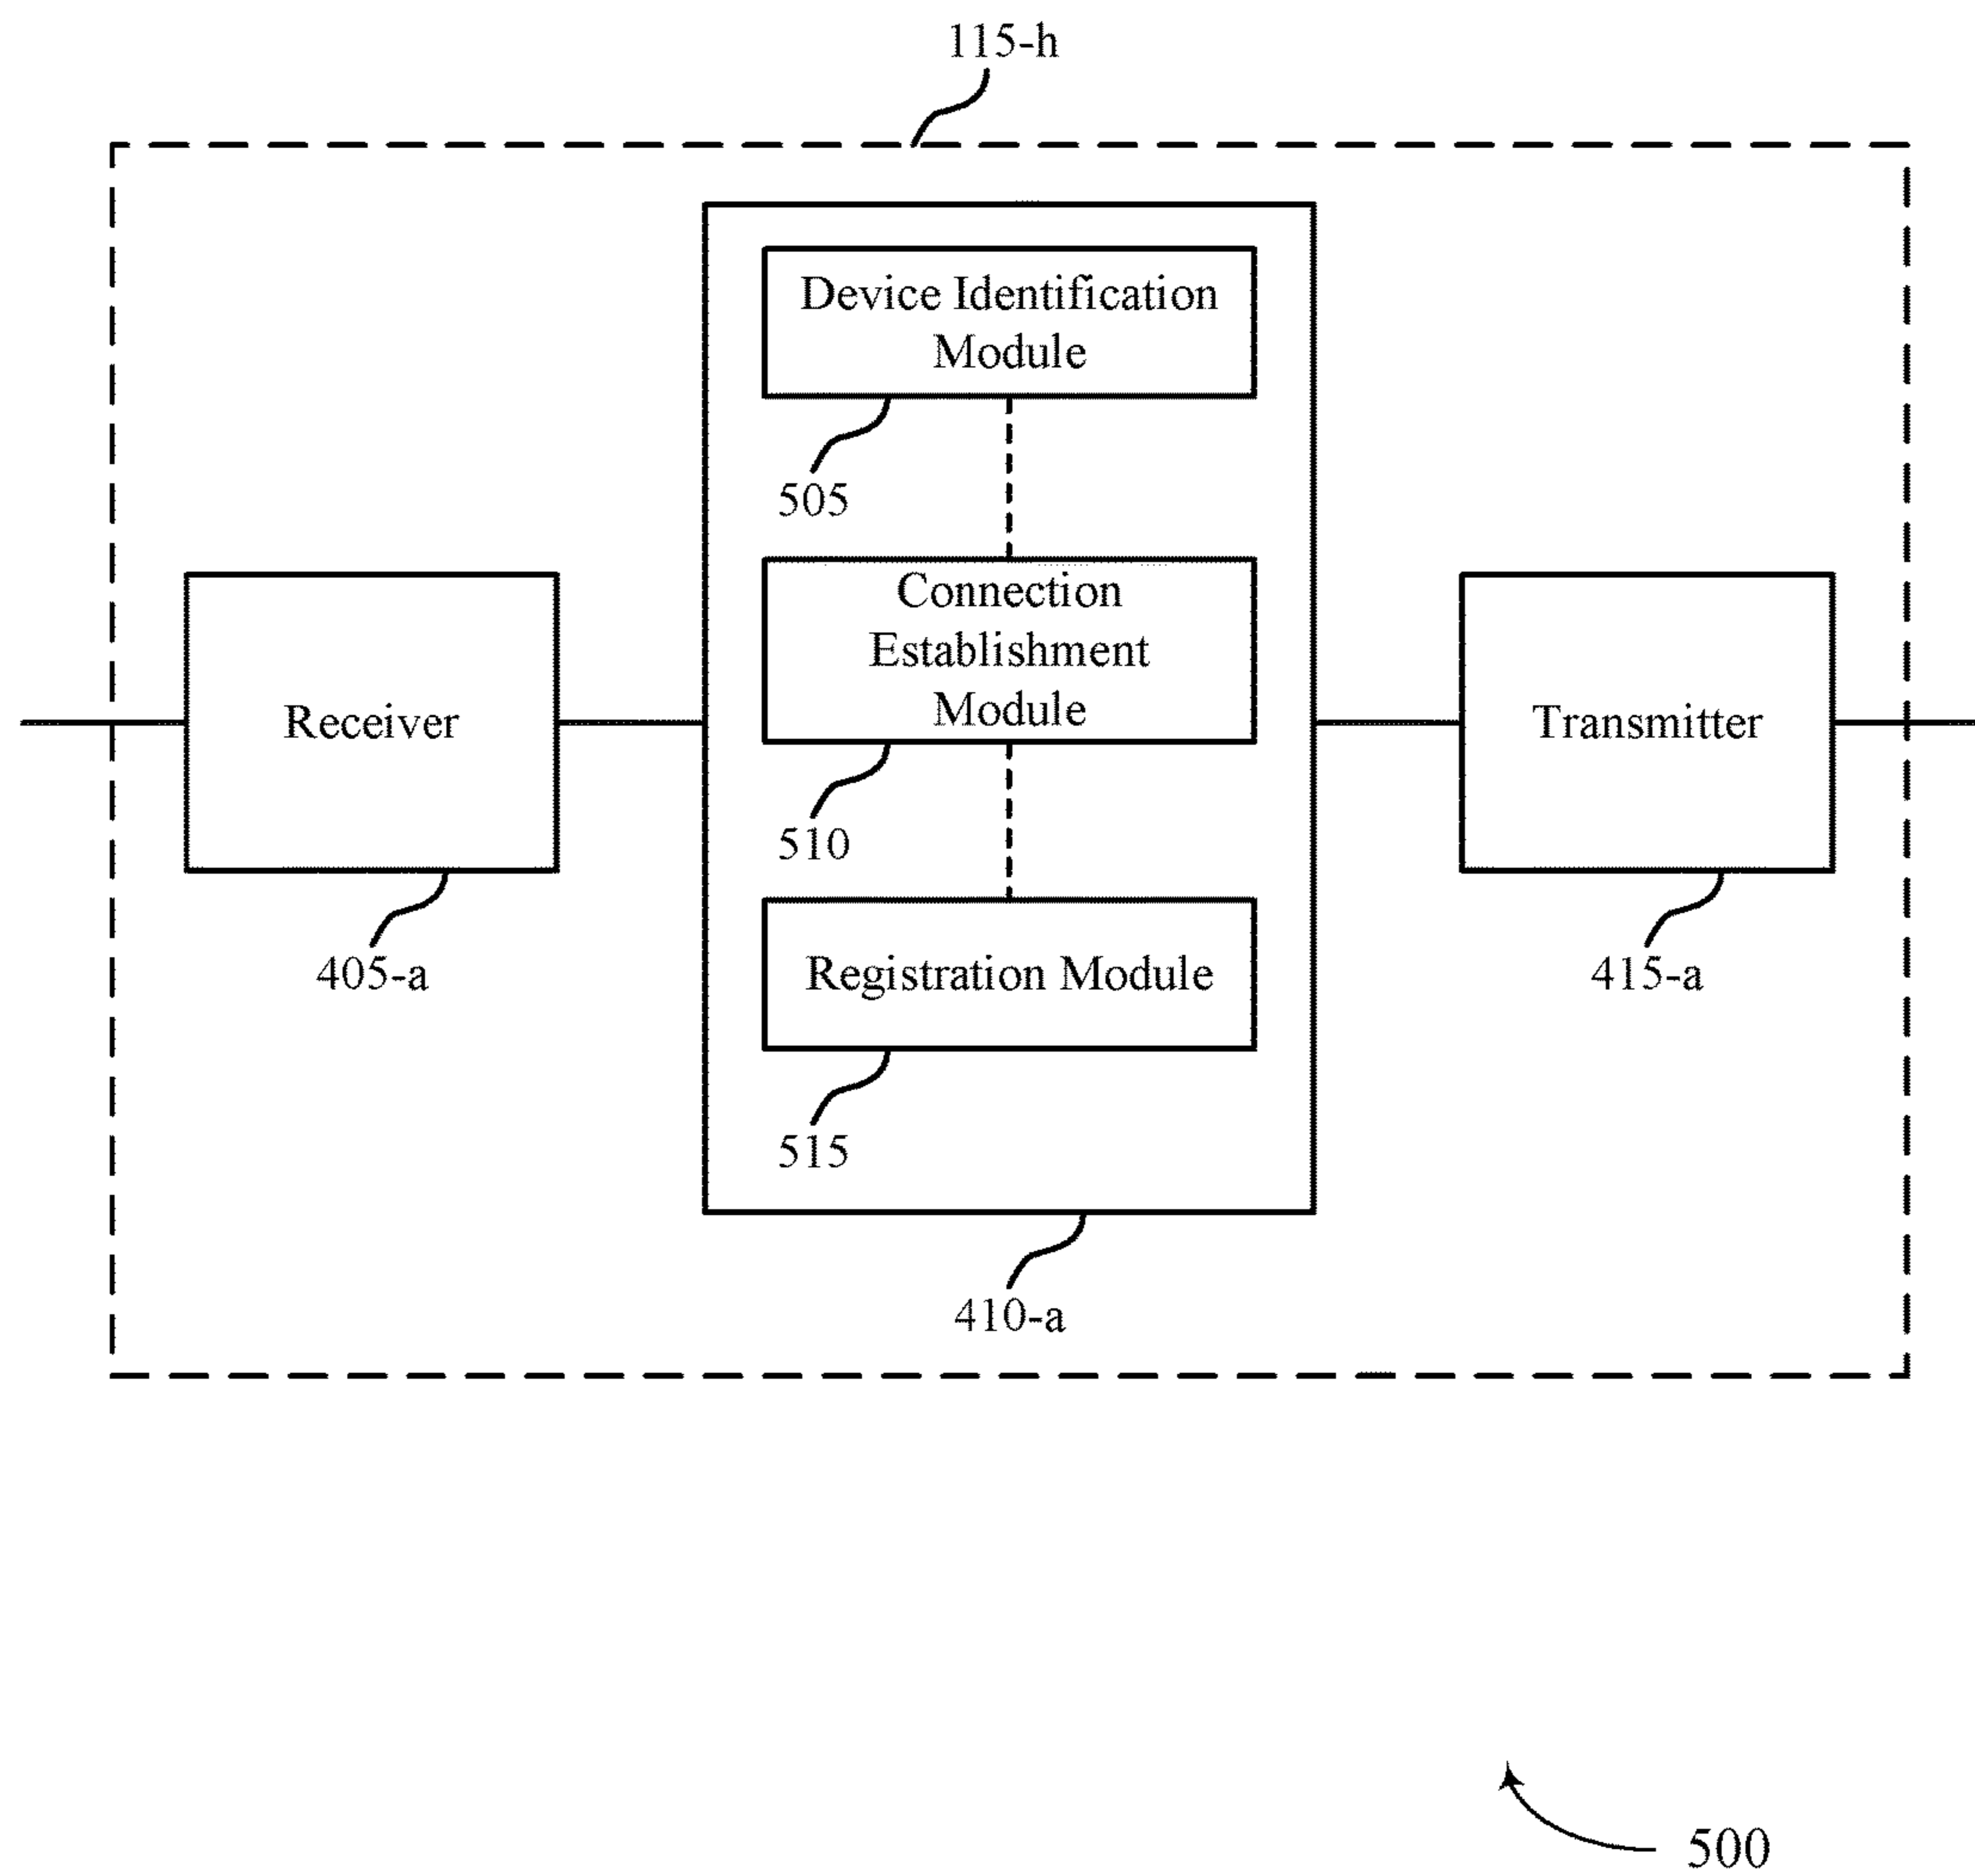 115-h
Device Identification
Module
505
Connection
Establishment
Module
510
Receiver
405-a
Transmitter
415-a
Registration Module
515
410-a
500